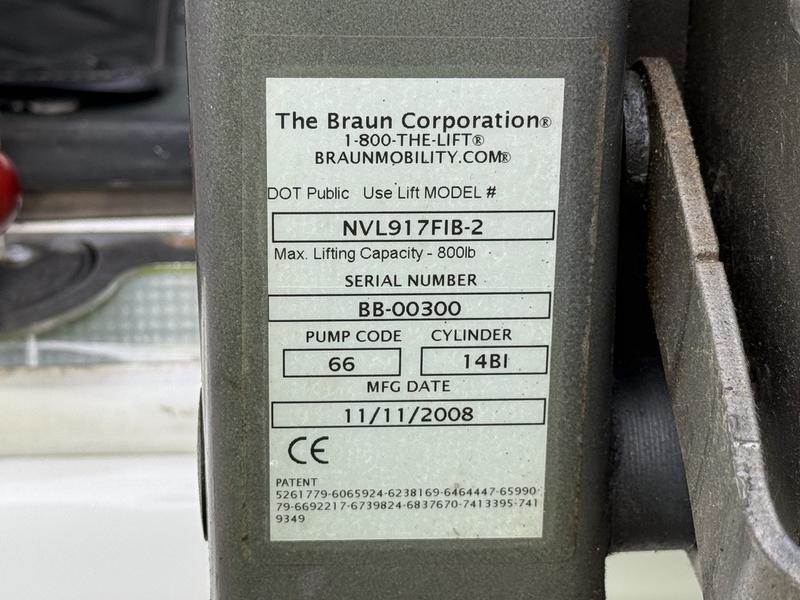 The Braun Corporation®
1-800-THE-LIFT®
BRAUNMOBILITY.COM®
DOT Public Use Lift MODEL #
NVL917FIB-2
Max. Lifting Capacity - 800lb
SERIAL NUMBER
BB-00300
PUMP CODE CYLINDER
66 14BI
MFG DATE
11/11/2008
CE
PATENT
5261779-6065924-6238169-6464447-65990
79-6692217-6739824-6837670-7413395-741
9349